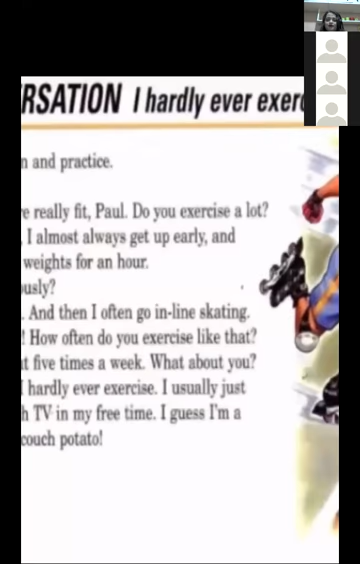 RSATION I hardly ever exer
n and practice.
e really fit, Paul. Do you exercise a lot?
I almost always get up early, and
weights for an hour.
usly?
. And then I often go in-line skating.
! How often do you exercise like that?
t five times a week. What about you?
hardly ever exercise. I usually just
h TV in my free time. I guess I'm a
couch potato!